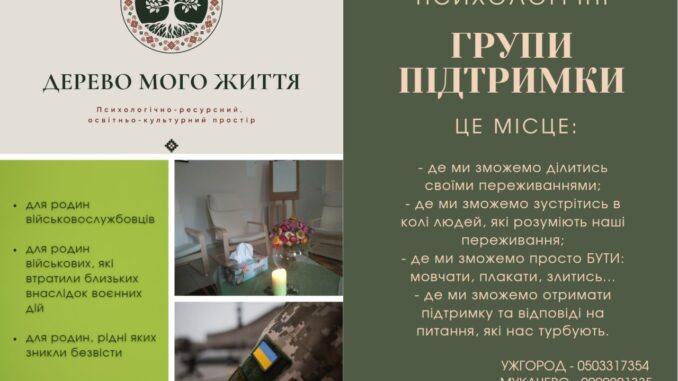 ДЕРЕВО МОГО ЖИТТЯ
Психологічно-ресурсний,
освітньо-культурний простір
• для родин
військовослужбовців
• для родин
військових, які
втратили близьких
внаслідок воєнних
дій
• для родин, рідні яких
зникли безвісти
ПСИХОЛОГІЧНІ
ГРУПИ
ПІДТРИМКИ
ЦЕ МІСЦЕ:
- де ми зможемо ділитись
своїми переживаннями;
- де ми зможемо зустрітись в
колі людей, які розуміють наші
переживання;
- де ми зможемо просто БУТИ:
мовчати, плакати, злитись...
- де ми зможемо отримати
підтримку та відповіді на
питання, які нас турбують.
УЖГОРОД - 0503317354
МУКАЧЕВО -